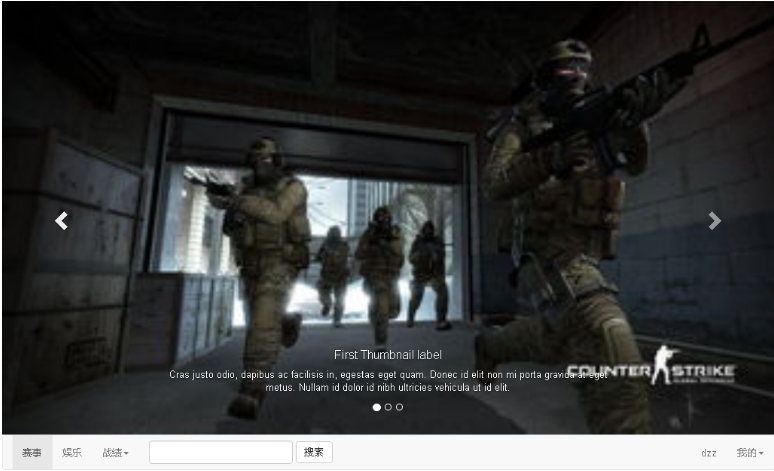 First Thumbnail label
Cras justo odio, dapibus ac facilisis in, egestas eget quam. Donec id elit non mi porta gravida at eget
metus. Nullam id dolor id nibh ultricies vehicula ut id elit.
COUNTER STRIKE
赛事 娱乐 战绩 搜索 dzz 我的